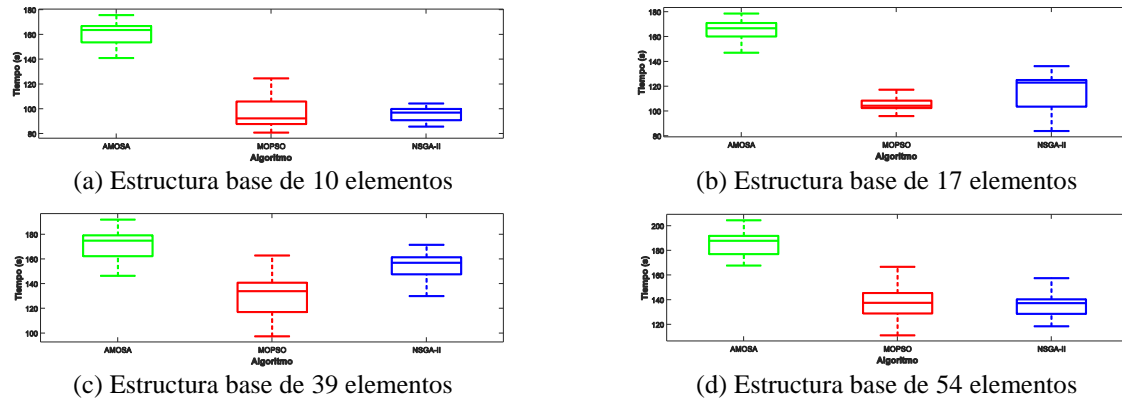 180
160
140
120
100
80
Tiempo (s)
AMOSA MOPSO NSGA-II
Algoritmo
(a) Estructura base de 10 elementos
180
160
140
120
100
80
Tiempo (s)
AMOSA MOPSO NSGA-II
Algoritmo
(b) Estructura base de 17 elementos
180
160
140
120
100
Tiempo (s)
AMOSA MOPSO NSGA-II
Algoritmo
(c) Estructura base de 39 elementos
200
180
160
140
120
Tiempo (s)
AMOSA MOPSO NSGA-II
Algoritmo
(d) Estructura base de 54 elementos